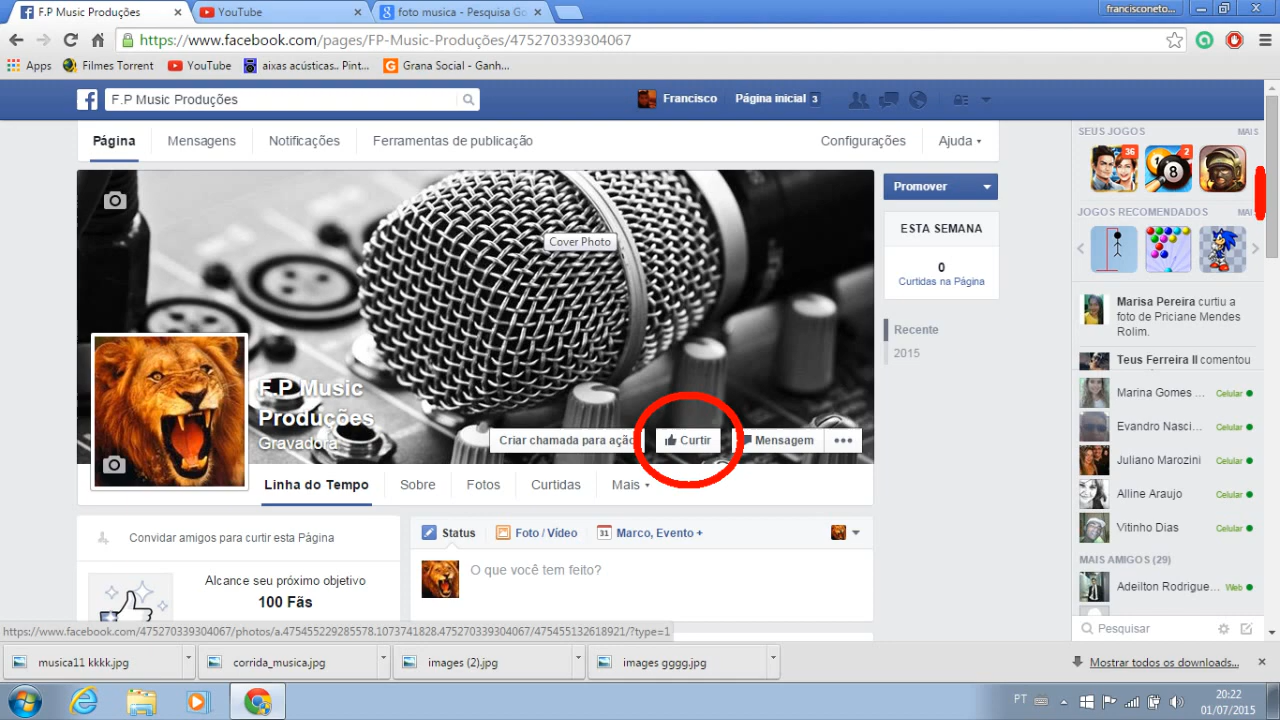 F.P Music Produções
YouTube
foto musica - Pesquisa Go
francisconeto...
https://www.facebook.com/pages/FP-Music-Produções/475270339304067
Apps
Filmes Torrent
YouTube
aixas acústicas.. Pint...
Grana Social - Ganh...
F.P Music Produções
Francisco
Página inicial 3
Página
Mensagens
Notificações
Ferramentas de publicação
Configurações
Ajuda
Cover Photo
F.P Music
Produções
Gravadora
Criar chamada para ação
Curtir
Mensagem
Linha do Tempo
Sobre
Fotos
Curtidas
Mais
Promover
ESTA SEMANA
0
Curtidas na Página
Recente
2015
Convidar amigos para curtir esta Página
Alcance seu próximo objetivo
100 Fãs
Status
Foto / Vídeo
31
Marco, Evento +
O que você tem feito?
SEUS JOGOS
MAIS
36
2
8
JOGOS RECOMENDADOS
MAI
Marisa Pereira curtiu a
foto de Priciane Mendes
Rolim.
Teus Ferreira II comentou
Marina Gomes ...
Celular
Evandro Nasci...
Celular
Juliano Marozini
Celular
Alline Araujo
Celular
Vitinho Dias
Celular
MAIS AMIGOS (29)
Adeilton Rodrigue...
Web
Pesquisar
https://www.facebook.com/475270339304067/photos/a.475455229285578.1073741828.475270339304067/475455132618921/?type=1
musica11 kkkk.jpg
corrida_musica.jpg
images (2).jpg
images gggg.jpg
Mostrar todos os downloads...
PT
20:22
01/07/2015